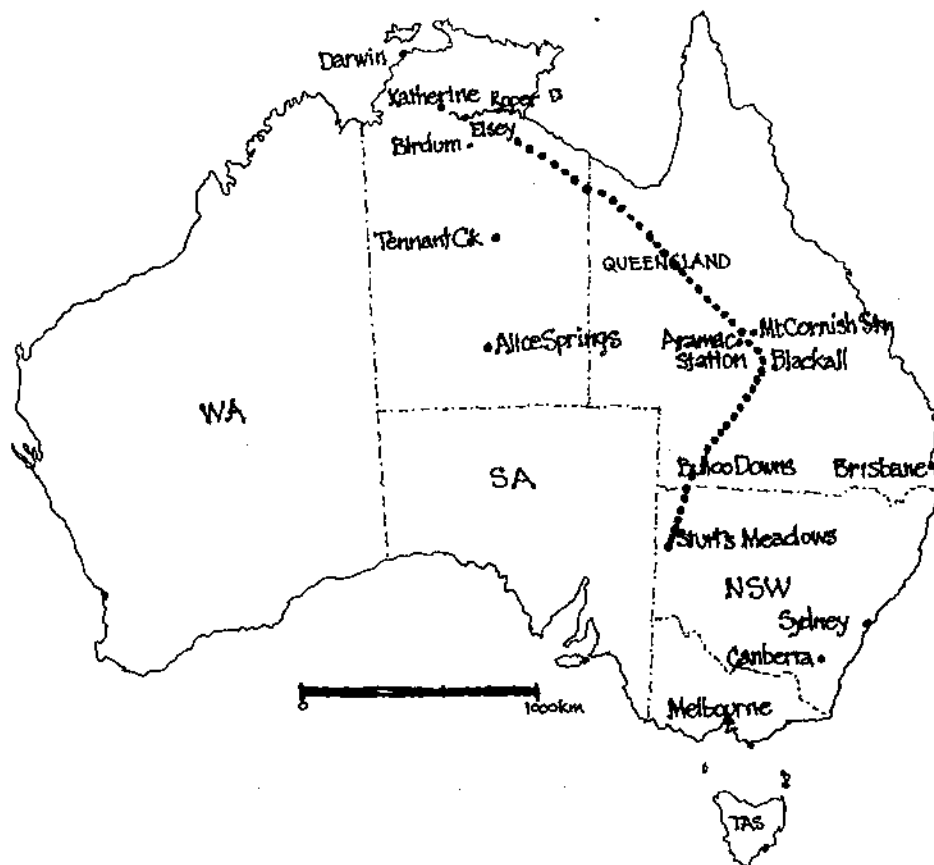 Darwin
Katherine
Roper
Elsey
Birdum
Tennant Ck
QUEENGLAND
Mt Cornish Stn
Aramac
Station
Blackall
Alice Springs
WA
SA
Bulloo Downs
Brisbane
Sturt's Meadows
NSW
Sydney
Canberra
0
1000km
Melbourne
TAS